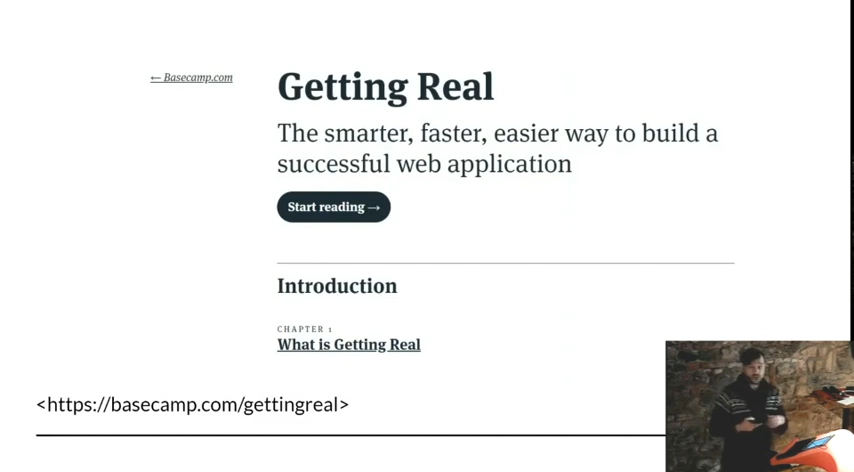 ← Basecamp.com
Getting Real
The smarter, faster, easier way to build a
successful web application
Start reading →
Introduction
CHAPTER 1
What is Getting Real
<https://basecamp.com/gettingreal>